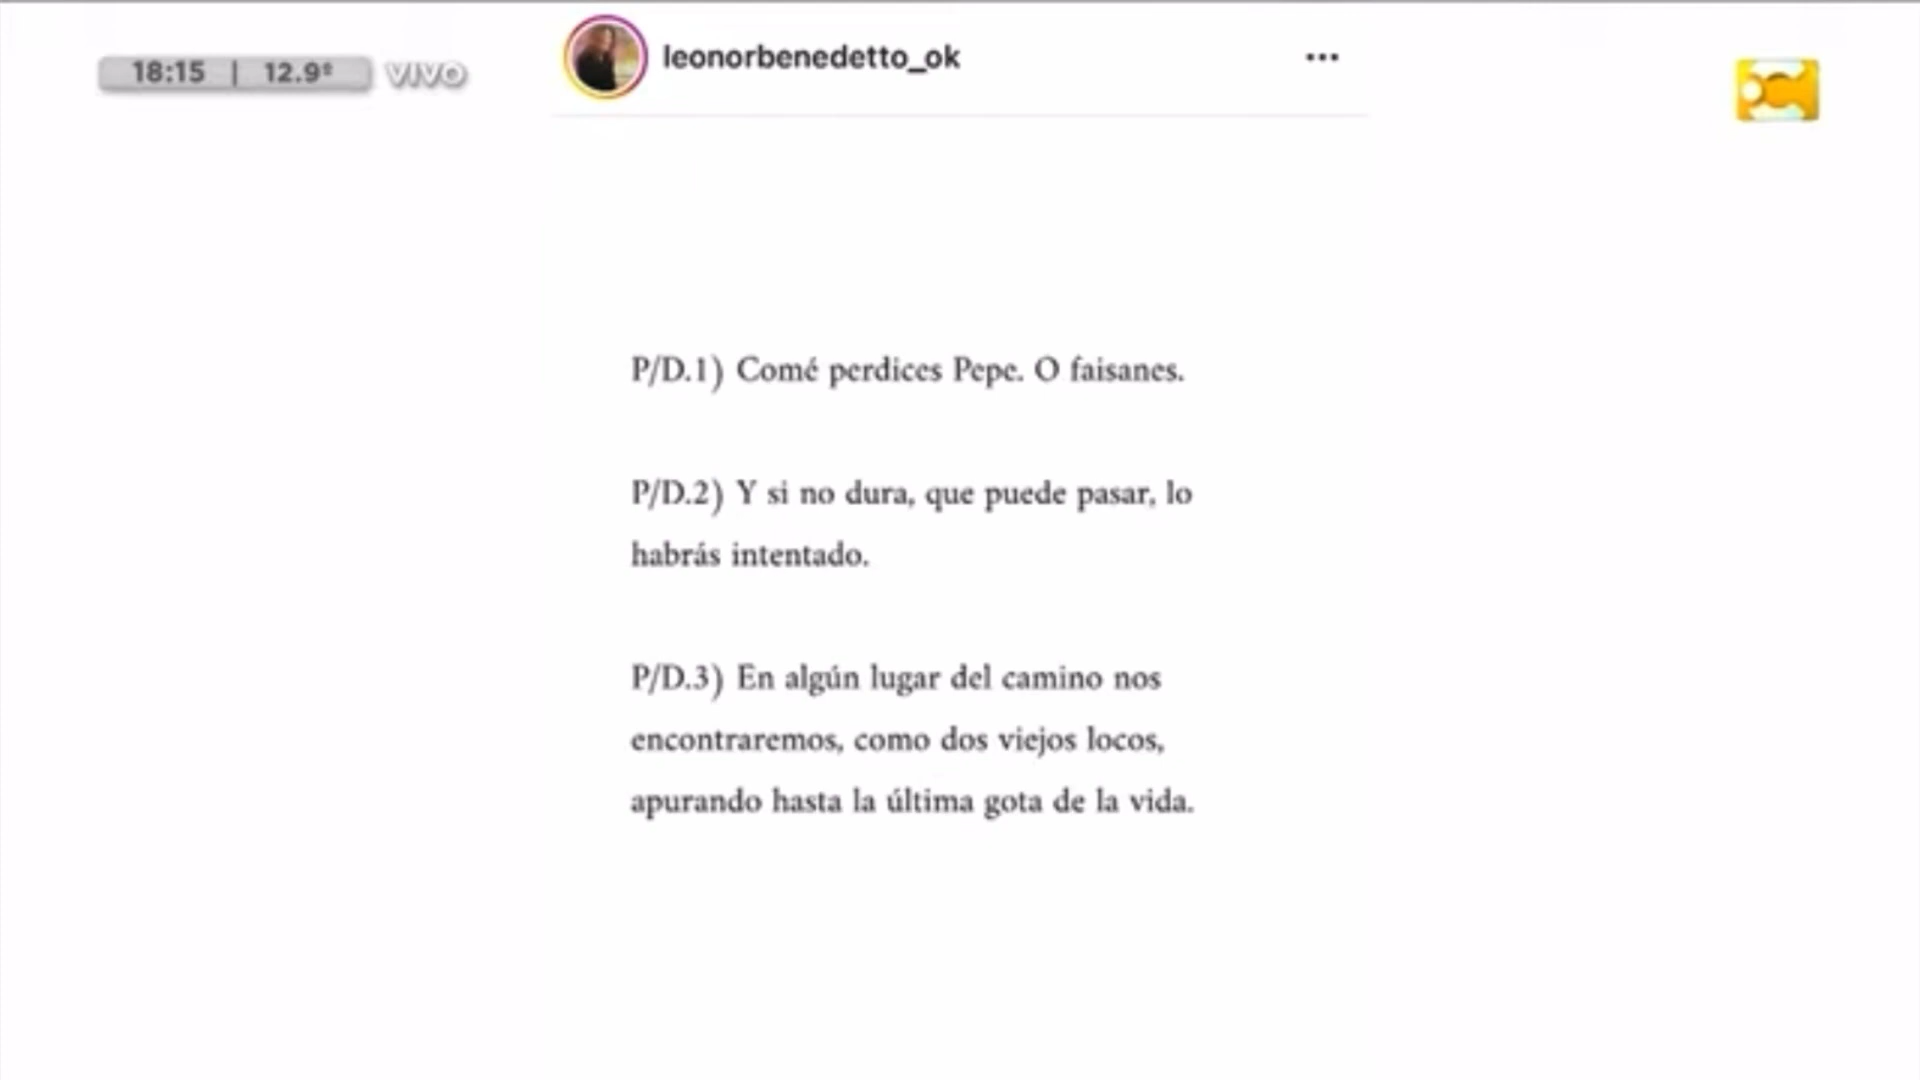 18:15 | 12.9° VIVO
leonorbenedetto_ok
P/D.1) Comé perdices Pepe. O faisanes.
P/D.2) Y si no dura, que puede pasar, lo
habrás intentado.
P/D.3) En algún lugar del camino nos
encontraremos, como dos viejos locos,
apurando hasta la última gota de la vida.